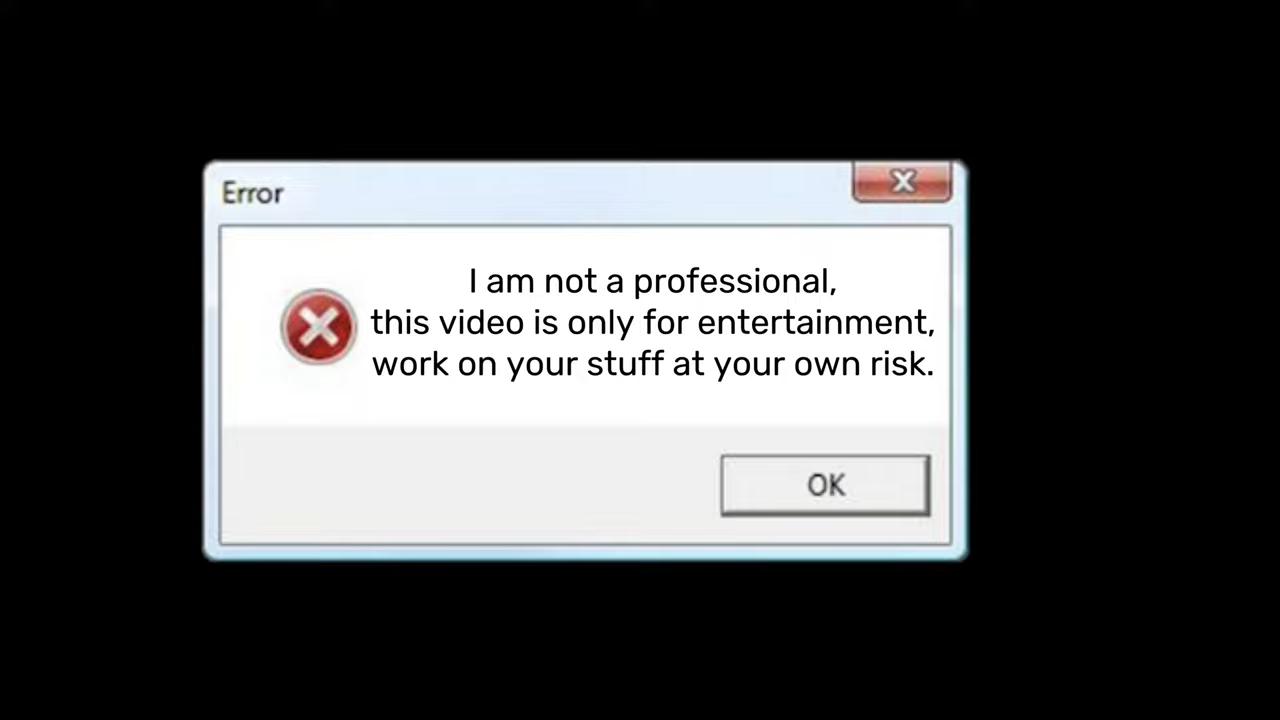 Error
I am not a professional,
this video is only for entertainment,
work on your stuff at your own risk.
OK